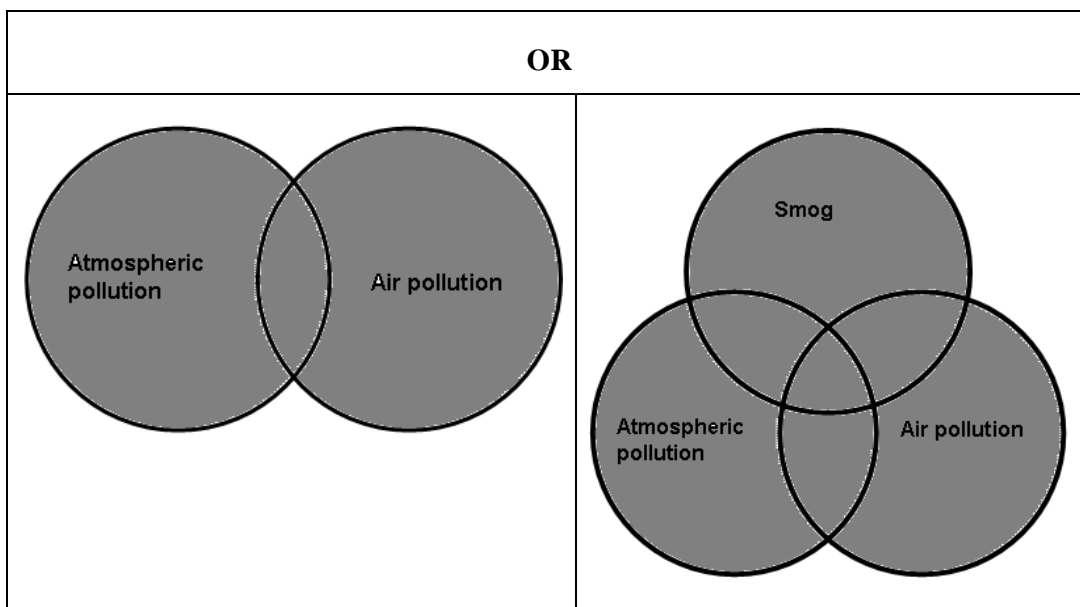 OR
Atmospheric
pollution
Air pollution
Smog
Atmospheric
pollution
Air pollution